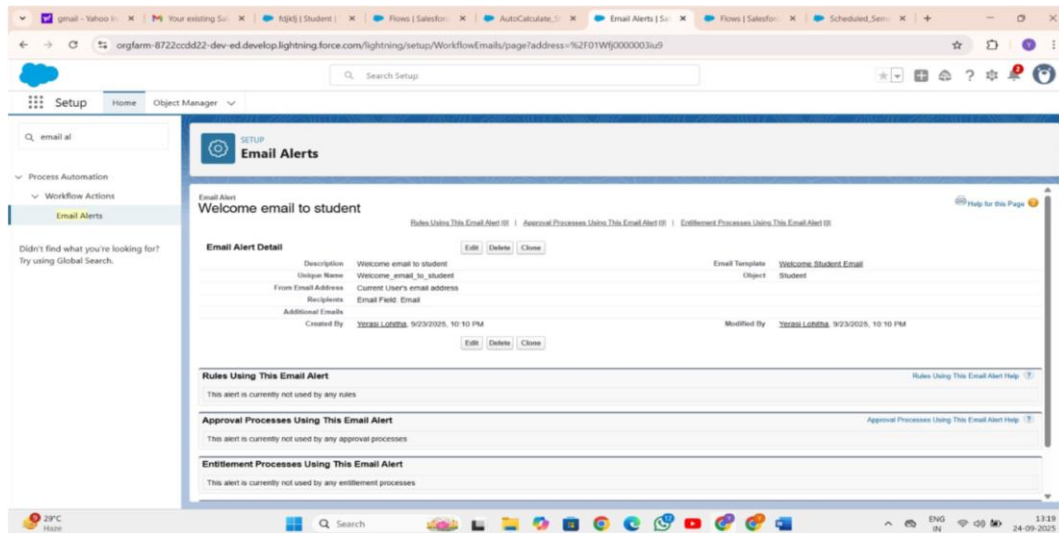 gmail - Yahoo In
Your existing Sal
fdjkfj | Student |
Flows | Salesforc
AutoCalculate_S
Email Alerts | Sal
Flows | Salesforc
Scheduled_Sem
orgfarm-8722ccdd22-dev-ed.develop.lightning.force.com/lightning/setup/WorkflowEmails/page?address=%2F01Wfj0000003iu9
Search Setup
Setup Home Object Manager
email al
Process Automation
Workflow Actions
Email Alerts
Didn't find what you're looking for?
Try using Global Search.
SETUP
Email Alerts
Email Alert
Welcome email to student
Help for this Page
Rules Using This Email Alert [0] | Approval Processes Using This Email Alert [0] | Entitlement Processes Using This Email Alert [0]
Email Alert Detail Edit Delete Clone
Description Welcome email to student Email Template Welcome Student Email
Unique Name Welcome_email_to_student Object Student
From Email Address Current User's email address
Recipients Email Field: Email
Additional Emails
Created By Yerasi Lohitha, 9/23/2025, 10:10 PM Modified By Yerasi Lohitha, 9/23/2025, 10:10 PM
Edit Delete Clone
Rules Using This Email Alert Rules Using This Email Alert Help ?
This alert is currently not used by any rules
Approval Processes Using This Email Alert Approval Processes Using This Email Alert Help ?
This alert is currently not used by any approval processes
Entitlement Processes Using This Email Alert
This alert is currently not used by any entitlement processes
29°C
Haze
Search
ENG
IN
13:19
24-09-2025